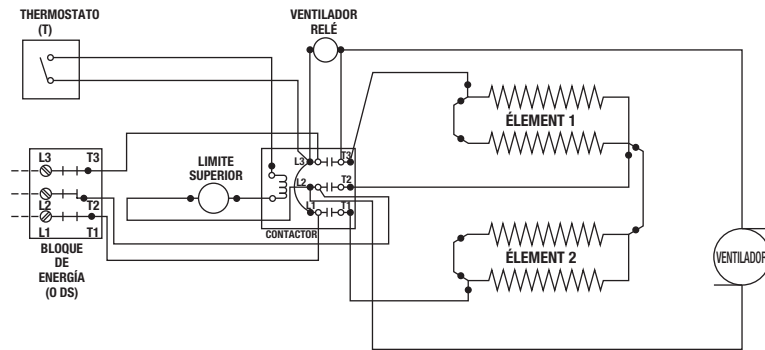 THERMOSTATO
(T)
VENTILADOR
RELÉ
ÉLEMENT 1
L3 T3
LIMITE
SUPERIOR
L3 T3
L2 T2
L1 T1
CONTACTOR
L2 T2
L1 T1
BLOQUE
DE
ENERGÍA
(O DS)
ÉLEMENT 2
VENTILADOR